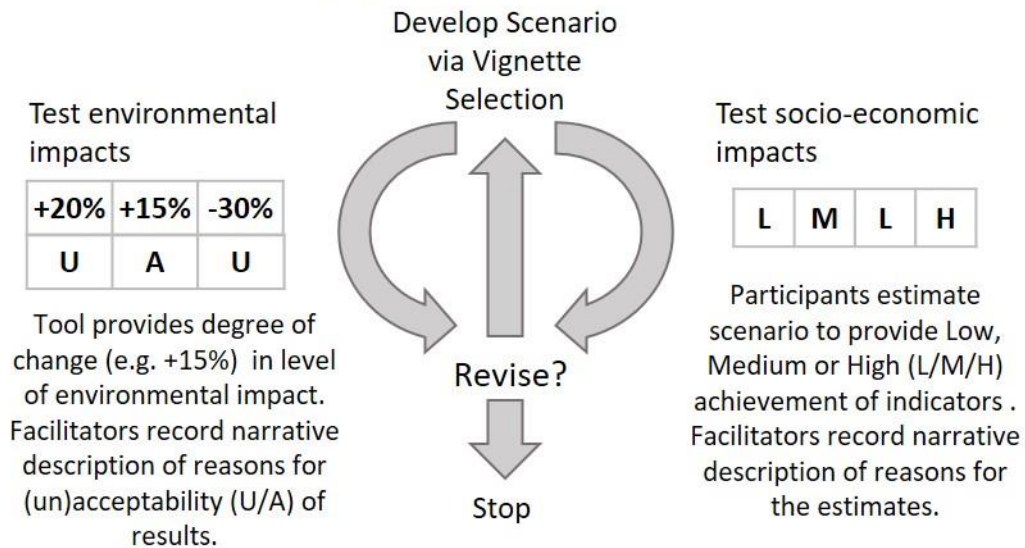 Develop Scenario
via Vignette
Selection
Test environmental
impacts
+20% +15% -30%
U A U
Tool provides degree of
change (e.g. +15%) in level
of environmental impact.
Facilitators record narrative
description of reasons for
(un)acceptability (U/A) of
results.
Revise?
Stop
Test socio-economic
impacts
L M L H
Participants estimate
scenario to provide Low,
Medium or High (L/M/H)
achievement of indicators .
Facilitators record narrative
description of reasons for
the estimates.